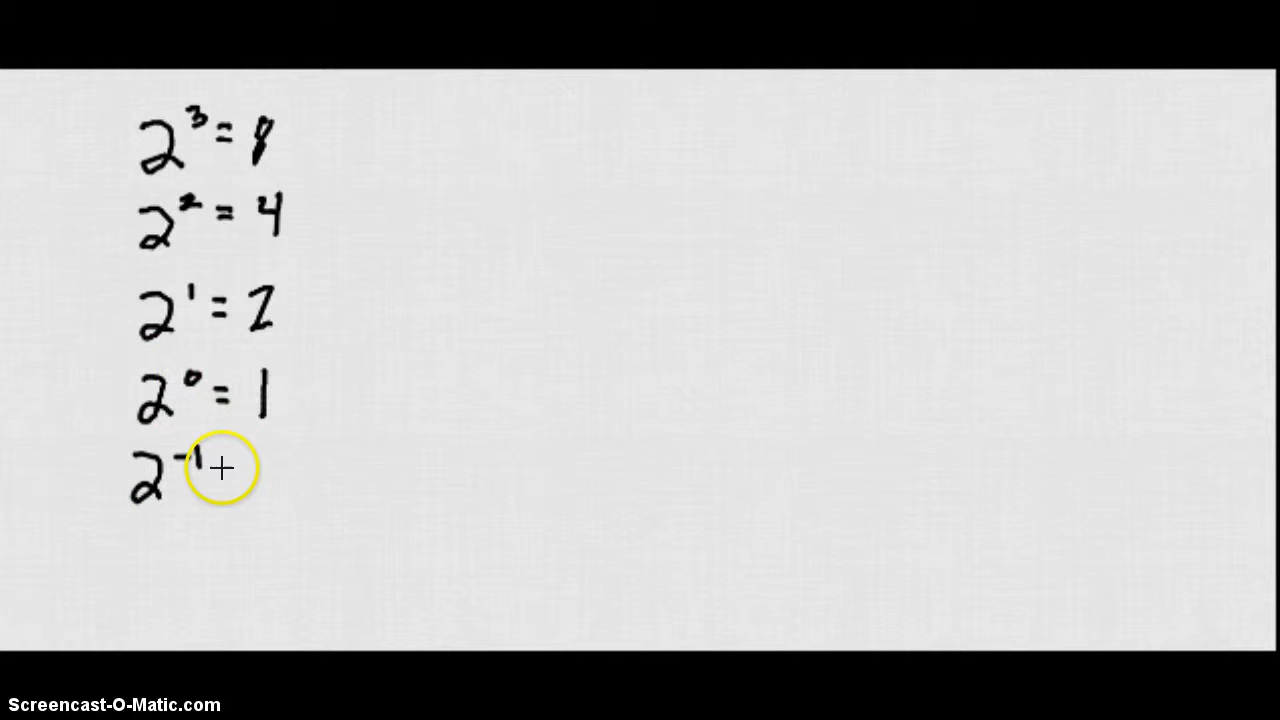 2³ = 8
2² = 4
2¹ = 2
2⁰ = 1
2⁻¹
Screencast-O-Matic.com